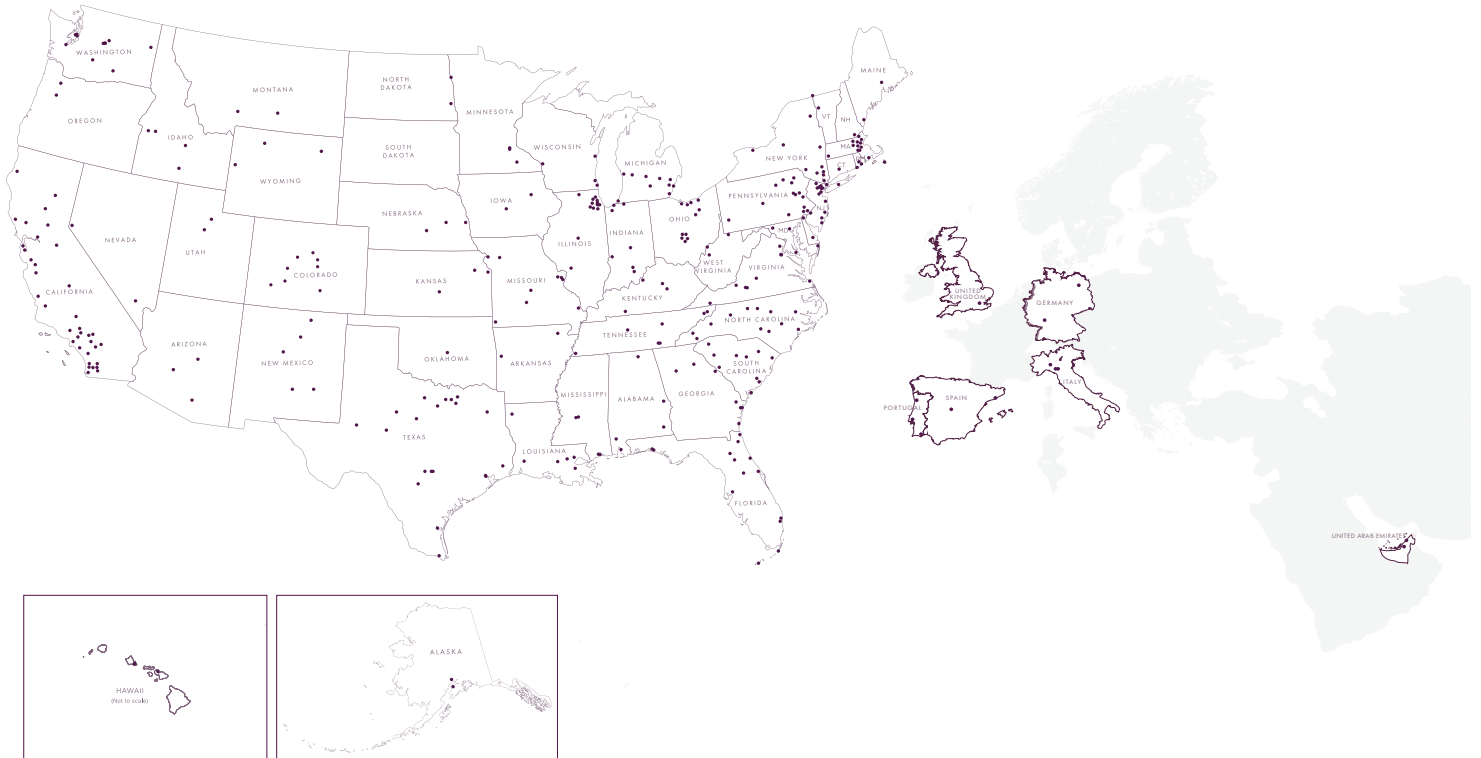 WASHINGTON
MAINE
NORTH
DAKOTA
MONTANA
MINNESOTA
OREGON
VT
NH
IDAHO
SOUTH
DAKOTA
WISCONSIN
MA
MICHIGAN
NEW YORK
CT
WYOMING
PENNSYLVANIA
IOWA
NJ
NEBRASKA
OHIO
MD
NEVADA
UTAH
ILLINOIS
INDIANA
WEST
VIRGINIA
VIRGINIA
COLORADO
KANSAS
MISSOURI
CALIFORNIA
KENTUCKY
UNITED
KINGDOM
GERMANY
NORTH CAROLINA
TENNESSEE
ARIZONA
NEW MEXICO
OKLAHOMA
ARKANSAS
SOUTH
CAROLINA
ITALY
MISSISSIPPI
ALABAMA
GEORGIA
SPAIN
PORTUGAL
TEXAS
LOUISIANA
FLORIDA
UNITED ARAB EMIRATES
ALASKA
HAWAII
(Not to scale)